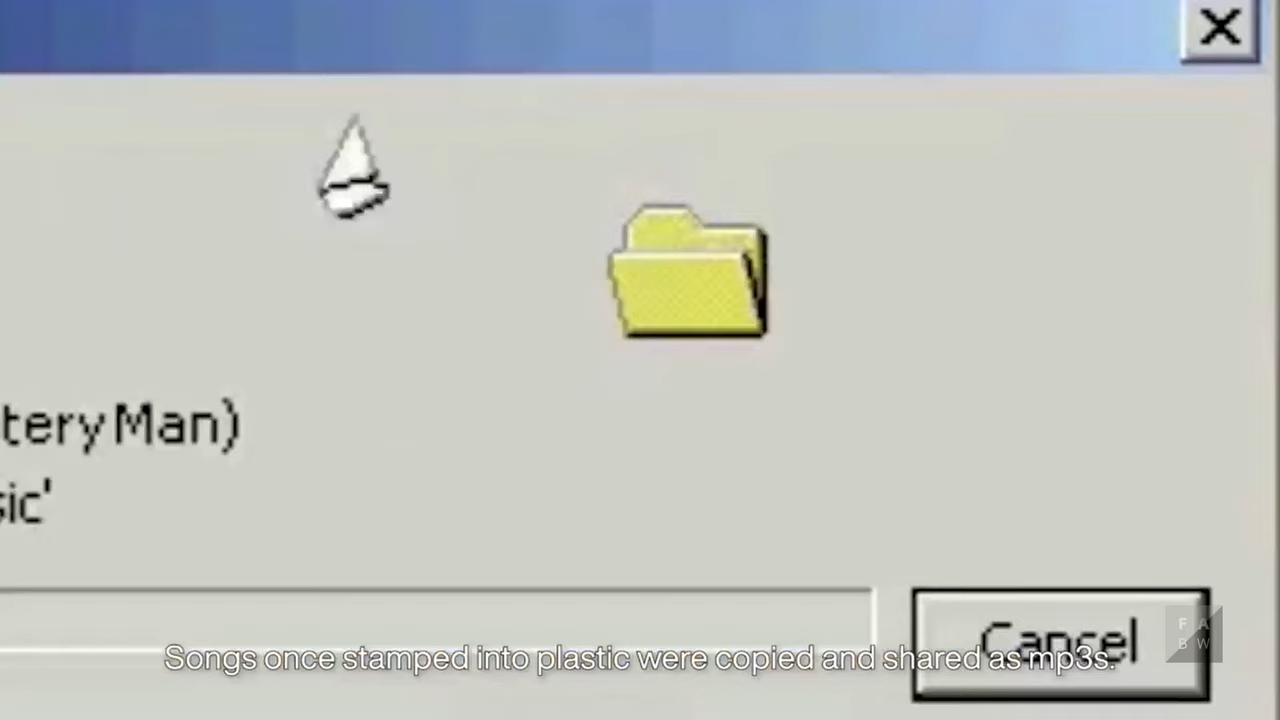 teryMan)
sic'
Cancel
Songs once stamped into plastic were copied and shared as mp3s.
F A
B W